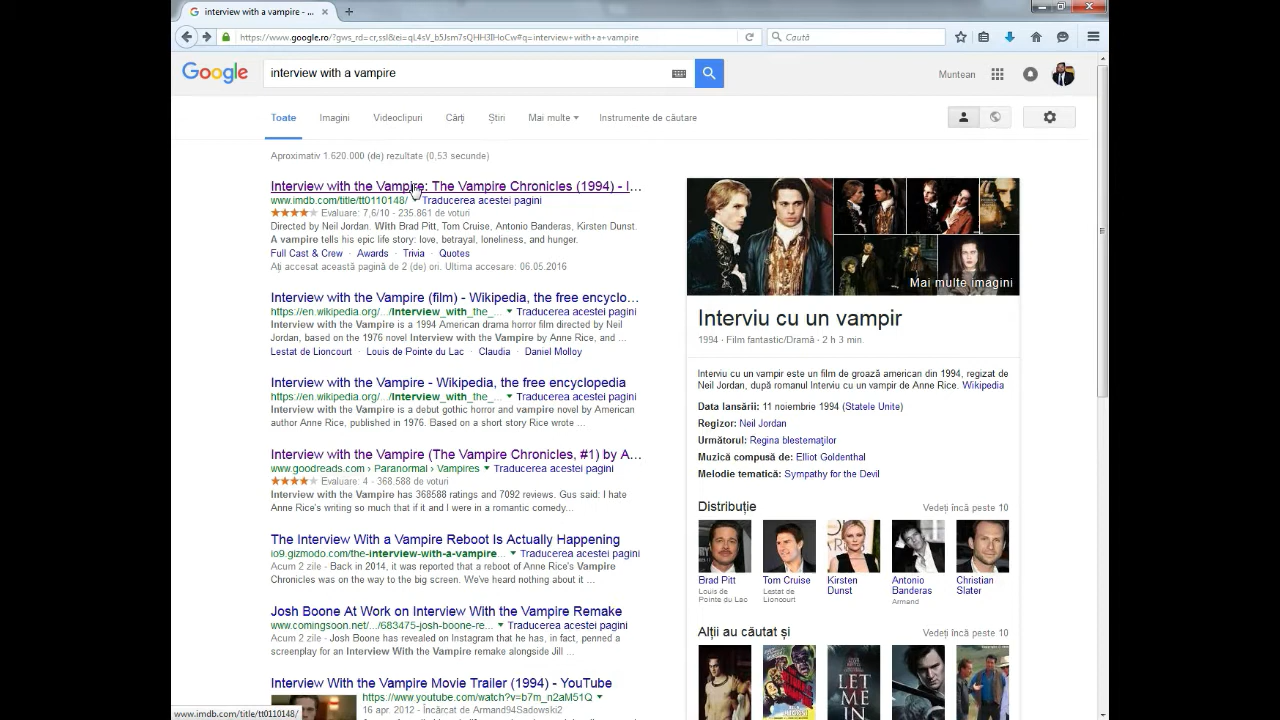 interview with a vampire - ...
https://www.google.ro/?gws_rd=cr,ssl&ei=qL4sV_b5Jsm7sQHH3IHoCw#q=interview+with+a+vampire
Caută
Google
interview with a vampire
Muntean
Toate
Imagini
Videoclipuri
Cărți
Știri
Mai multe
Instrumente de căutare
Aproximativ 1.620.000 (de) rezultate (0,53 secunde)
Interview with the Vampire: The Vampire Chronicles (1994) - I...
www.imdb.com/title/tt0110148/ Traducerea acestei pagini
Evaluare: 7,6/10 - 235.861 de voturi
Directed by Neil Jordan. With Brad Pitt, Tom Cruise, Antonio Banderas, Kirsten Dunst.
A vampire tells his epic life story: love, betrayal, loneliness, and hunger.
Full Cast & Crew · Awards · Trivia · Quotes
Ați accesat această pagină de 2 (de) ori. Ultima accesare: 06.05.2016
Interview with the Vampire (film) - Wikipedia, the free encyclo...
https://en.wikipedia.org/.../Interview_with_the_... Traducerea acestei pagini
Interview with the Vampire is a 1994 American drama horror film directed by Neil
Jordan, based on the 1976 novel Interview with the Vampire by Anne Rice, and ...
Lestat de Lioncourt · Louis de Pointe du Lac · Claudia · Daniel Molloy
Interview with the Vampire - Wikipedia, the free encyclopedia
https://en.wikipedia.org/.../Interview_with_the_... Traducerea acestei pagini
Interview with the Vampire is a debut gothic horror and vampire novel by American
author Anne Rice, published in 1976. Based on a short story Rice wrote ...
Interview with the Vampire (The Vampire Chronicles, #1) by A...
www.goodreads.com › Paranormal › Vampires Traducerea acestei pagini
Evaluare: 4 - 368.588 de voturi
Interview with the Vampire has 368588 ratings and 7092 reviews. Gus said: I hate
Anne Rice's writing so much that if it and I were in a romantic comedy...
The Interview With a Vampire Reboot Is Actually Happening
io9.gizmodo.com/the-interview-with-a-vampire... Traducerea acestei pagini
Acum 2 zile - Back in 2014, it was reported that a reboot of Anne Rice's Vampire
Chronicles was on the way to the big screen. We've heard nothing about it ...
Josh Boone At Work on Interview With the Vampire Remake
www.comingsoon.net/.../683475-josh-boone-re... Traducerea acestei pagini
Acum 2 zile - Josh Boone has revealed on Instagram that he has, in fact, penned a
screenplay for an Interview With the Vampire remake alongside Jill ...
Interview With the Vampire Movie Trailer (1994) - YouTube
https://www.youtube.com/watch?v=b7m_n2aM51Q
16 apr. 2012 - Încărcat de Armand94Sadowski2
www.imdb.com/title/tt0110148/
Mai multe imagini
Interviu cu un vampir
1994 · Film fantastic/Dramă · 2 h 3 min.
Interviu cu un vampir este un film de groază american din 1994, regizat de
Neil Jordan, după romanul Interviu cu un vampir de Anne Rice. Wikipedia
Data lansării: 11 noiembrie 1994 (Statele Unite)
Regizor: Neil Jordan
Următorul: Regina blestemaților
Muzică compusă de: Elliot Goldenthal
Melodie tematică: Sympathy for the Devil
Distribuție
Vedeți încă peste 10
Brad Pitt
Louis de
Pointe du Lac
Tom Cruise
Lestat de
Lioncourt
Kirsten
Dunst
Antonio
Banderas
Armand
Christian
Slater
Alții au căutat și
Vedeți încă peste 10
LET
ME
IN